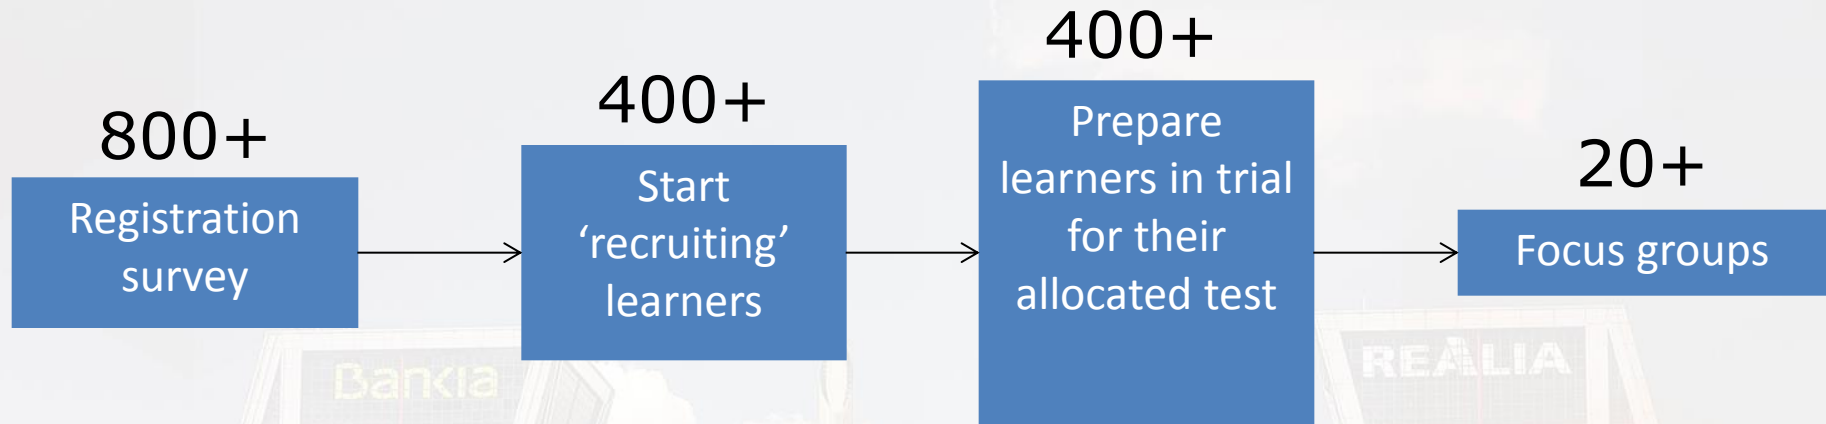 800+
Registration
survey
400+
Start
‘recruiting’
learners
400+
Prepare
learners in trial
for their
allocated test
20+
Focus groups
Bankia
REALIA